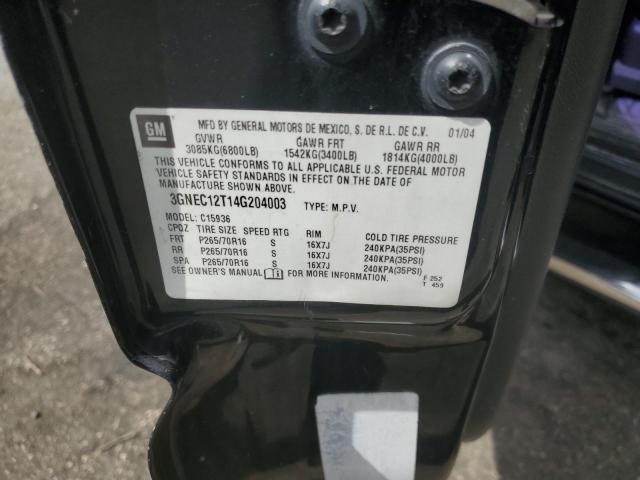 GM
MFD BY GENERAL MOTORS DE MEXICO, S. DE R.L. DE C.V. 01/04
GVWR GAWR FRT GAWR RR
3085KG(6800LB) 1542KG(3400LB) 1814KG(4000LB)
THIS VEHICLE CONFORMS TO ALL APPLICABLE U.S. FEDERAL MOTOR
VEHICLE SAFETY STANDARDS IN EFFECT ON THE DATE OF
MANUFACTURE SHOWN ABOVE.
3GNEC12T14G204003 TYPE: M.P.V.
MODEL: C15936
CPQZ TIRE SIZE SPEED RTG RIM COLD TIRE PRESSURE
FRT P265/70R16 S 16X7J 240KPA(35PSI)
RR P265/70R16 S 16X7J 240KPA(35PSI)
SPA P265/70R16 S 16X7J 240KPA(35PSI)
SEE OWNER'S MANUAL FOR MORE INFORMATION.
F 252
T 459